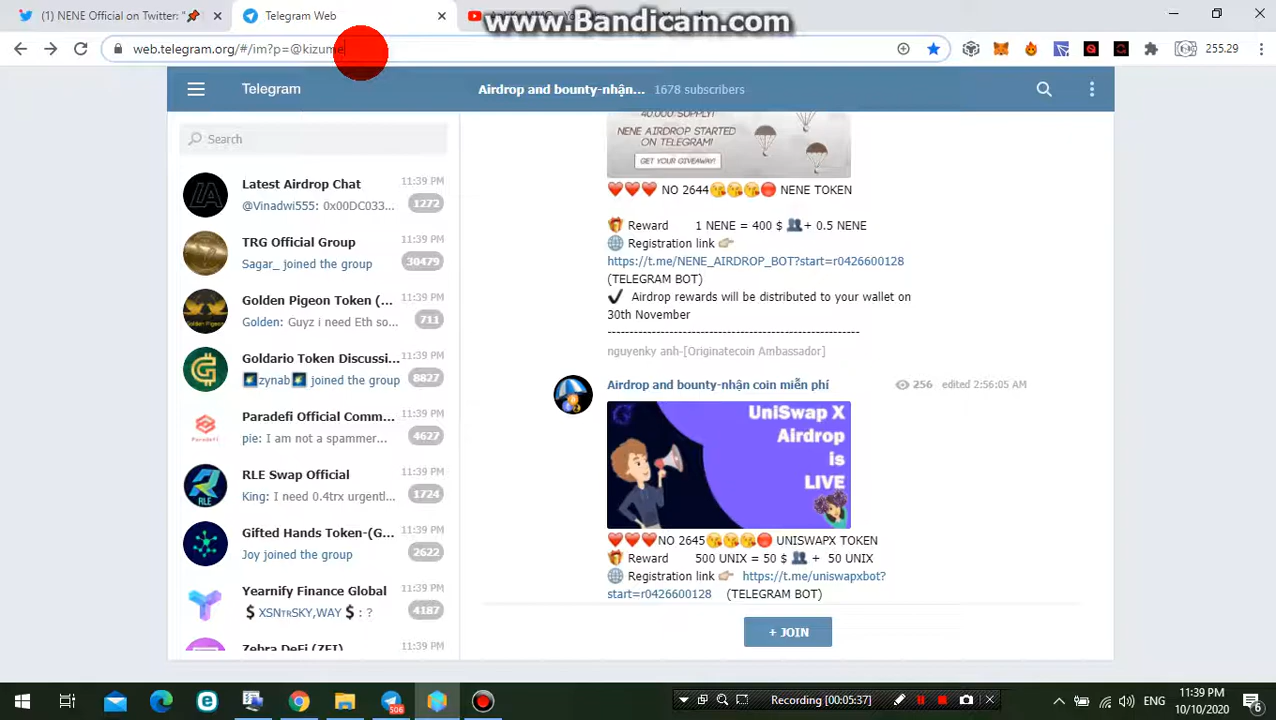 www.Bandicam.com
(1) NENE Official on Twitter: "
Telegram Web
web.telegram.org/#/im?p=@kizume
255.29
Telegram
Airdrop and bounty-nhận... 1678 subscribers
Search
Latest Airdrop Chat 11:39 PM
@Vinadwi555: 0x00DC033... 1272
TRG Official Group 11:39 PM
Sagar_ joined the group 30479
Golden Pigeon Token (... 11:39 PM
Golden: Guyz i need Eth so... 711
Goldario Token Discussi... 11:39 PM
zynab joined the group 8827
Paradefi Official Comm... 11:39 PM
pie: I am not a spammer... 4627
RLE Swap Official 11:39 PM
King: I need 0.4trx urgentl... 1724
Gifted Hands Token-(G... 11:39 PM
Joy joined the group 2622
Yearnify Finance Global 11:39 PM
💲XSNTRSKY,WAY💲: ? 4187
Zebra DeFi (ZFI) 11:39 PM
40.000 SUPPLY!
NENE AIRDROP STARTED
ON TELEGRAM!
GET YOUR GIVEAWAY!
❤️❤️❤️ NO 2644😘😘😘🔴 NENE TOKEN
🎁 Reward 1 NENE = 400 $ 👥+ 0.5 NENE
🌐 Registration link 👉
https://t.me/NENE_AIRDROP_BOT?start=r0426600128
(TELEGRAM BOT)
✔️ Airdrop rewards will be distributed to your wallet on
30th November
------------------------------------------------------------
nguyenky anh-[Originatecoin Ambassador]
Airdrop and bounty-nhận coin miễn phí 256 edited 2:56:05 AM
UniSwap X
Airdrop
is
LIVE
❤️❤️❤️NO 2645😘😘😘🔴 UNISWAPX TOKEN
🎁 Reward 500 UNIX = 50 $ 👥 + 50 UNIX
🌐 Registration link 👉 https://t.me/uniswapxbot?
start=r0426600128 (TELEGRAM BOT)
+ JOIN
506
Recording [00:05:37]
ENG
11:39 PM
10/10/2020
6